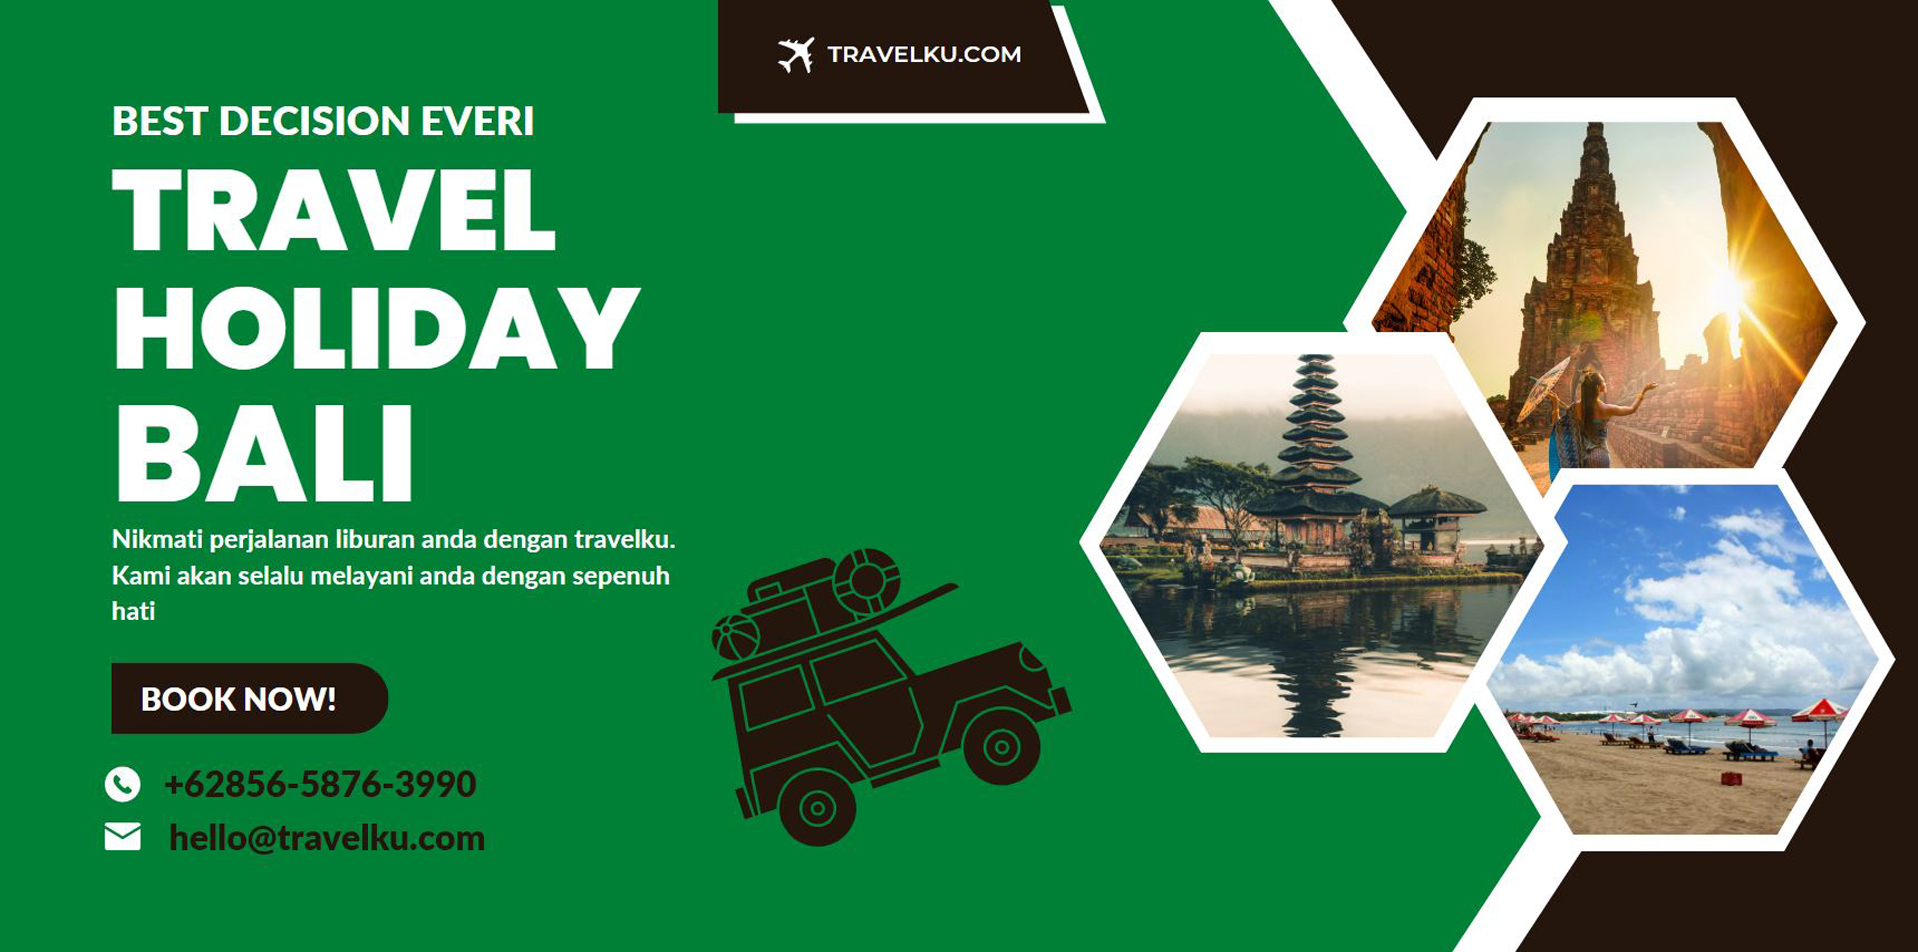 TRAVELKU.COM
BEST DECISION EVERI
TRAVEL
HOLIDAY
BALI
Nikmati perjalanan liburan anda dengan travelku.
Kami akan selalu melayani anda dengan sepenuh
hati
BOOK NOW!
+62856-5876-3990
hello@travelku.com